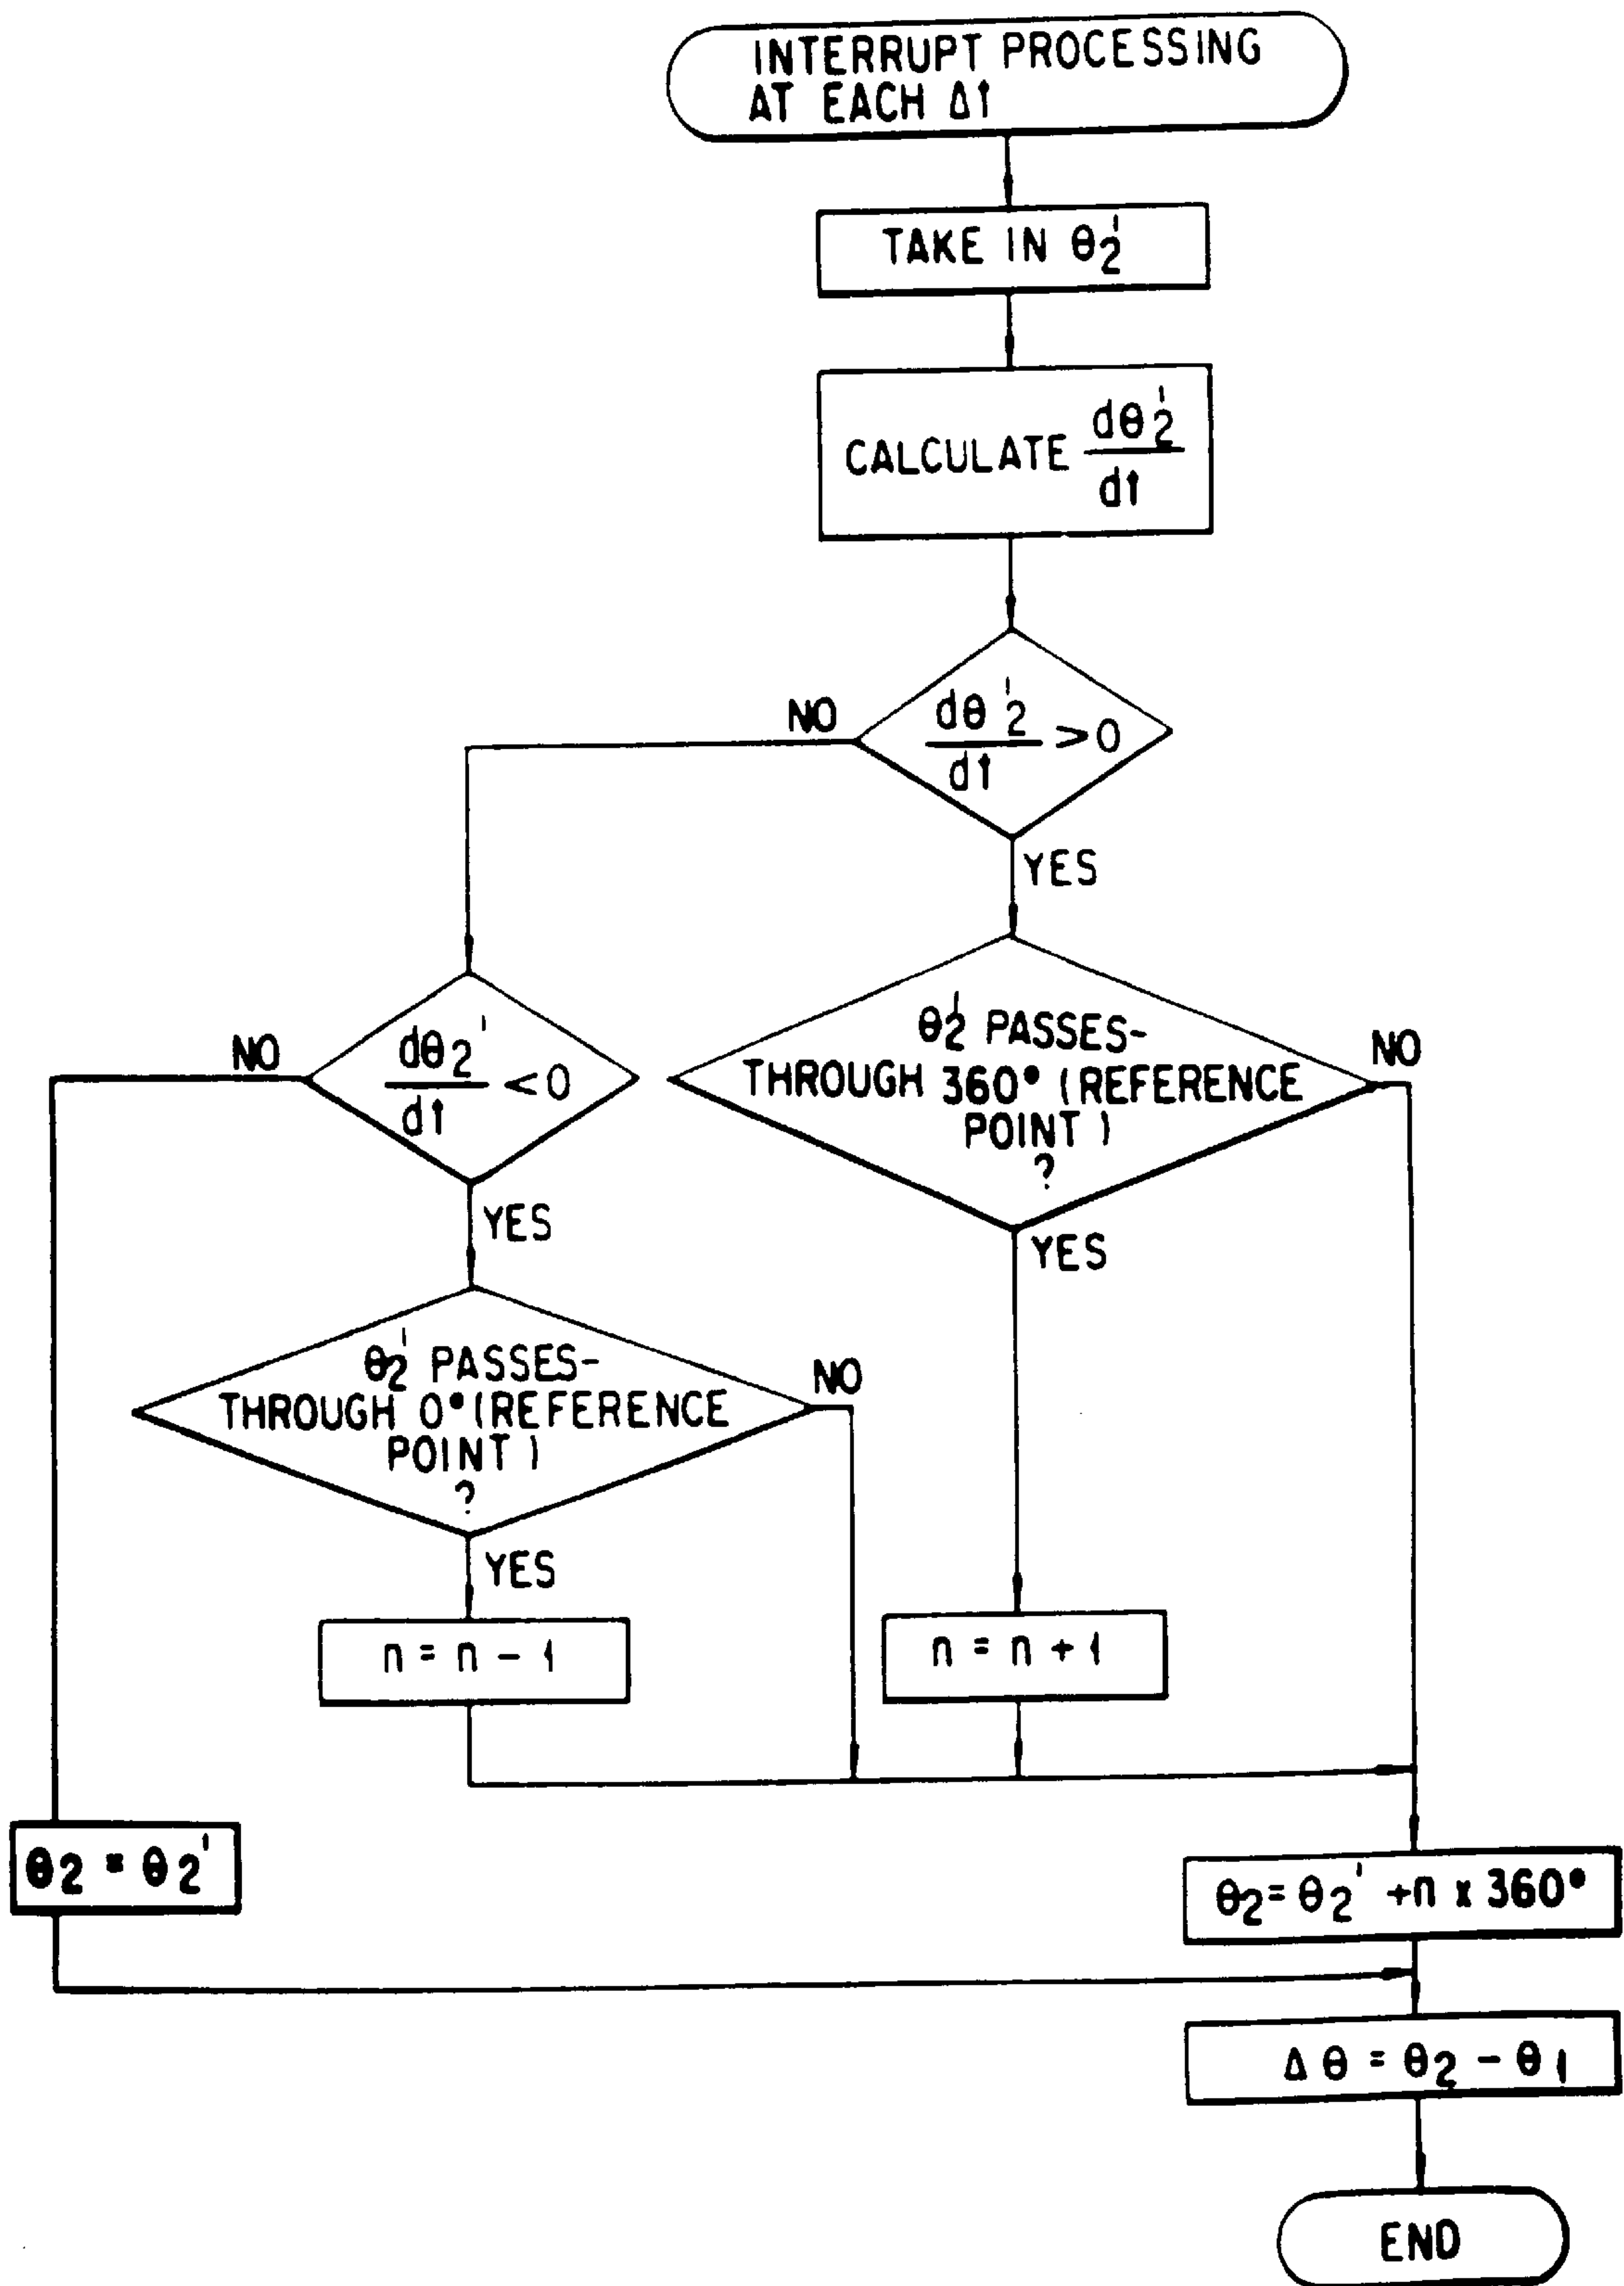 INTERRUPT PROCESSING
AT EACH Δt
TAKE IN θ2'
CALCULATE dθ2'/dt
NO
dθ2'/dt > 0
YES
NO
dθ2'/dt < 0
θ2' PASSES-
THROUGH 360° (REFERENCE
POINT)
?
NO
YES
YES
θ2' PASSES-
THROUGH 0° (REFERENCE
POINT)
?
NO
YES
n = n - 1
n = n + 1
θ2 = θ2'
θ2 = θ2' + n x 360°
Δθ = θ2 - θ1
END